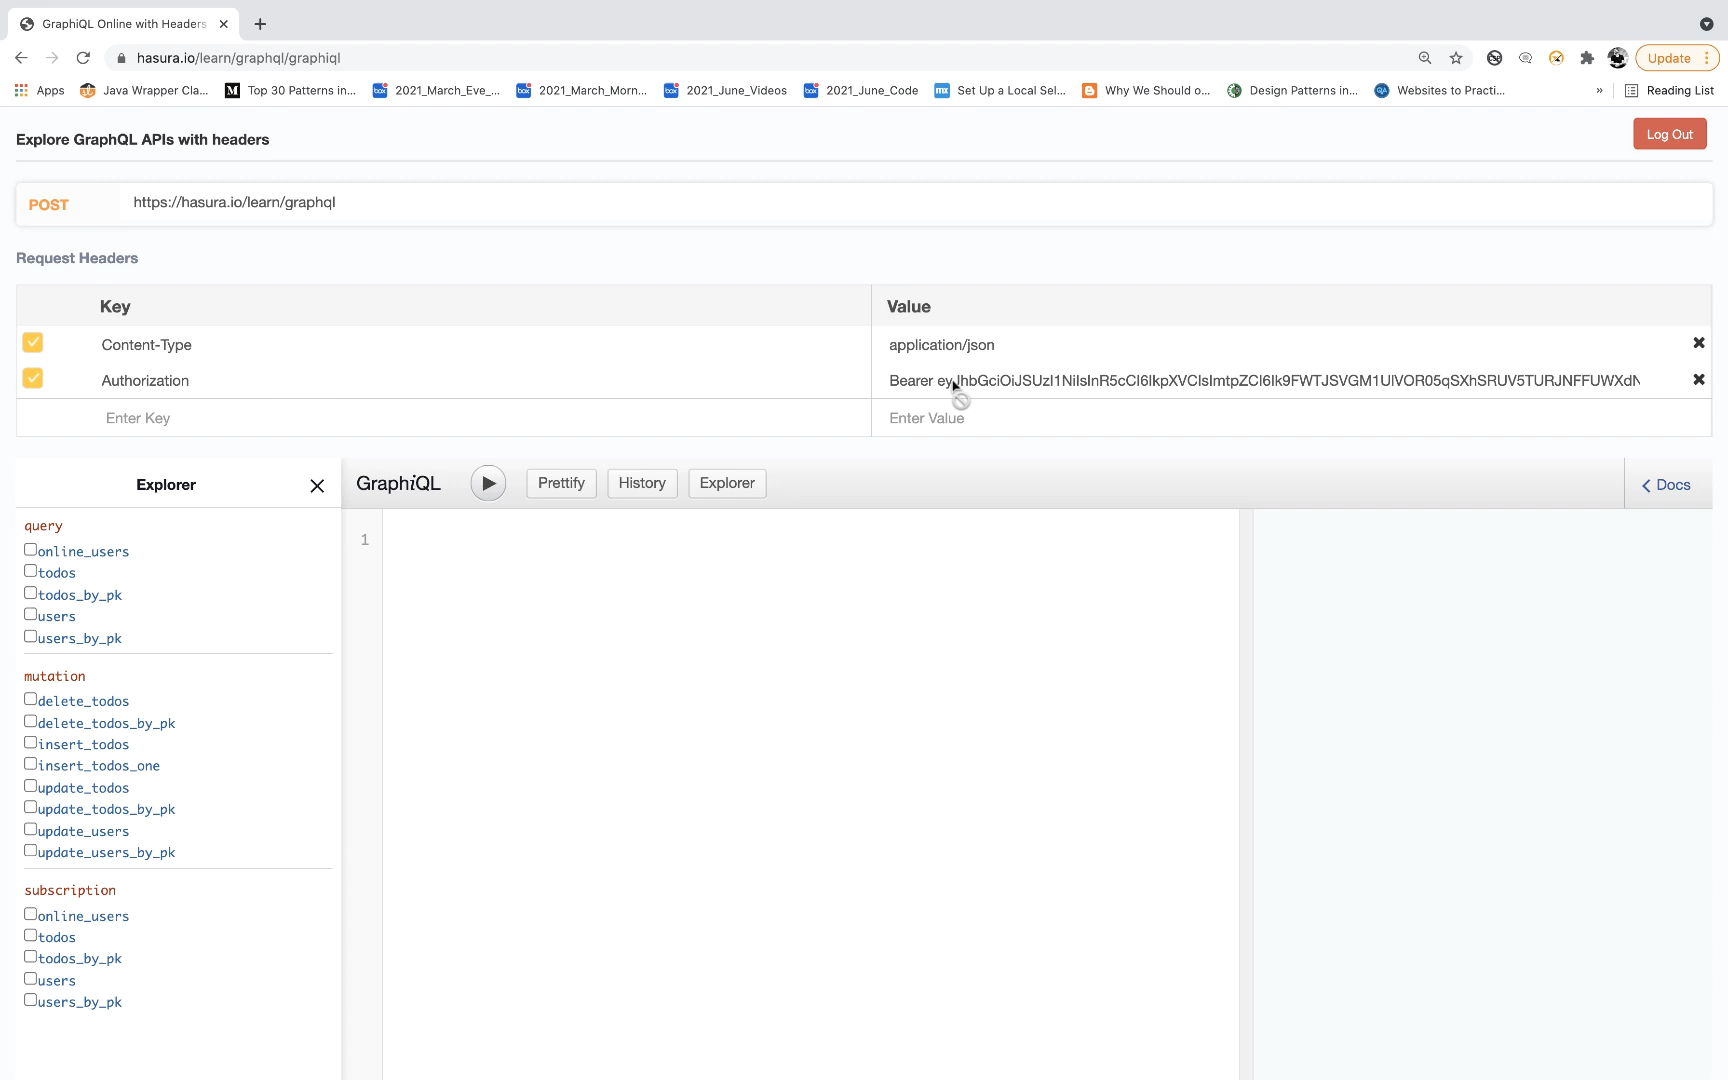 GraphiQL Online with Headers
hasura.io/learn/graphql/graphiql
Update
Apps
Java Wrapper Cla...
Top 30 Patterns in...
2021_March_Eve_...
2021_March_Morn...
2021_June_Videos
2021_June_Code
Set Up a Local Sel...
Why We Should o...
Design Patterns in...
Websites to Practi...
»
Reading List
Explore GraphQL APIs with headers
Log Out
POST
https://hasura.io/learn/graphql
Request Headers
Key
Value
Content-Type
application/json
Authorization
Bearer
Enter Key
Enter Value
Explorer
GraphiQL
Prettify
History
Explorer
Docs
query
online_users
todos
todos_by_pk
users
users_by_pk
mutation
delete_todos
delete_todos_by_pk
insert_todos
insert_todos_one
update_todos
update_todos_by_pk
update_users
update_users_by_pk
subscription
online_users
todos
todos_by_pk
users
users_by_pk
1